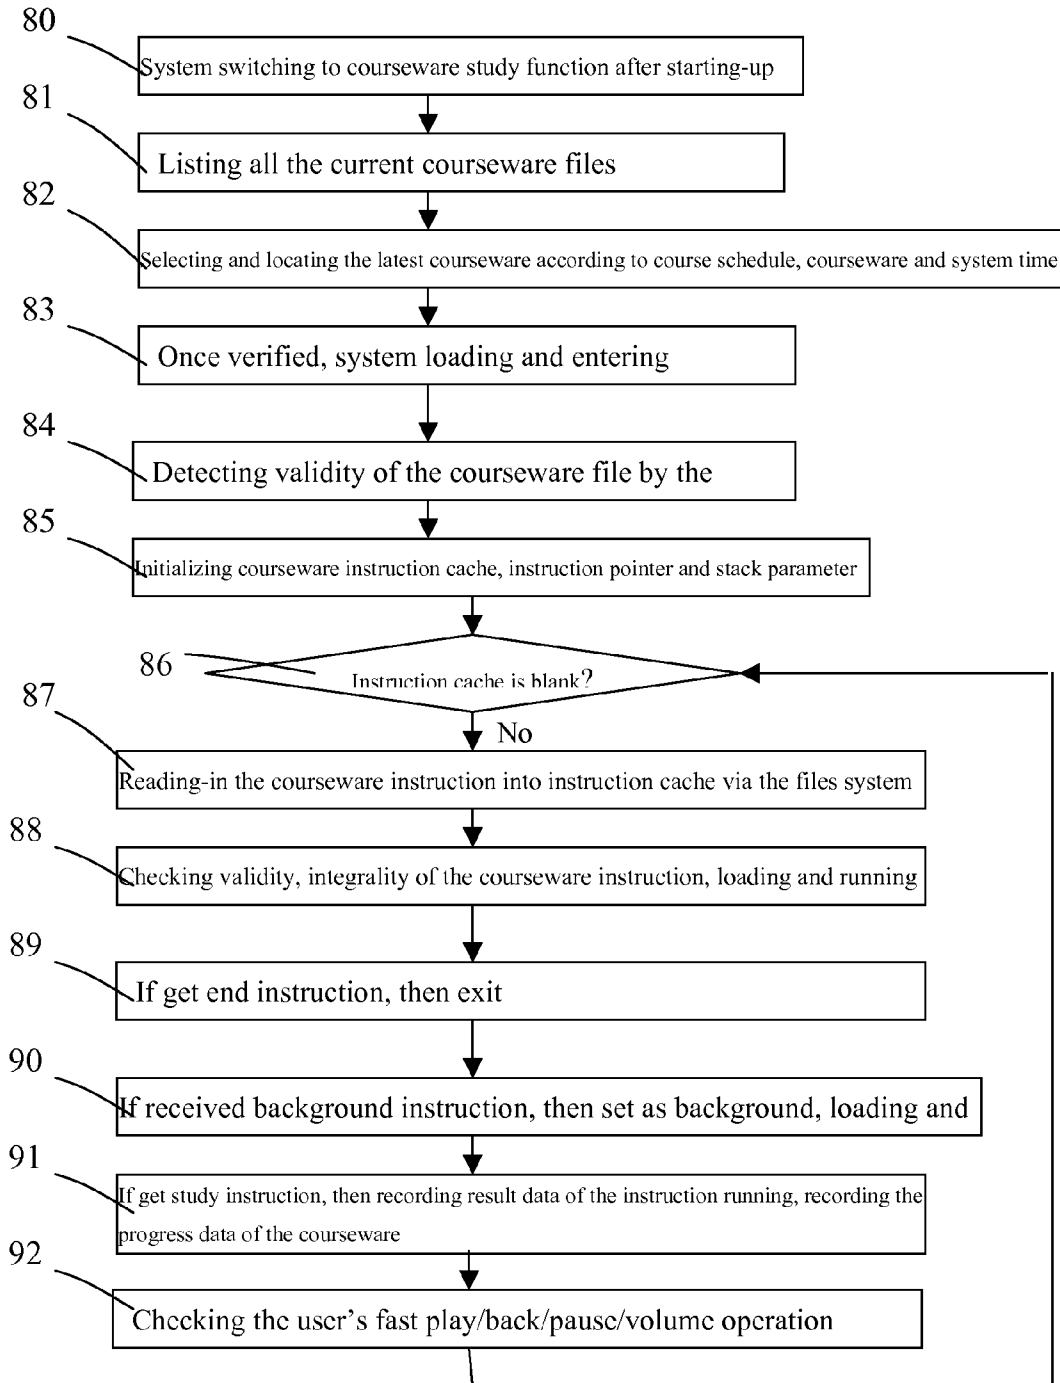 80
System switching to courseware study function after starting-up
81
Listing all the current courseware files
82
Selecting and locating the latest courseware according to course schedule, courseware and system time
83
Once verified, system loading and entering
84
Detecting validity of the courseware file by the
85
Initializing courseware instruction cache, instruction pointer and stack parameter
86
Instruction cache is blank?
87
No
Reading-in the courseware instruction into instruction cache via the files system
88
Checking validity, integrality of the courseware instruction, loading and running
89
If get end instruction, then exit
90
If received background instruction, then set as background, loading and
91
If get study instruction, then recording result data of the instruction running, recording the
progress data of the courseware
92
Checking the user's fast play/back/pause/volume operation